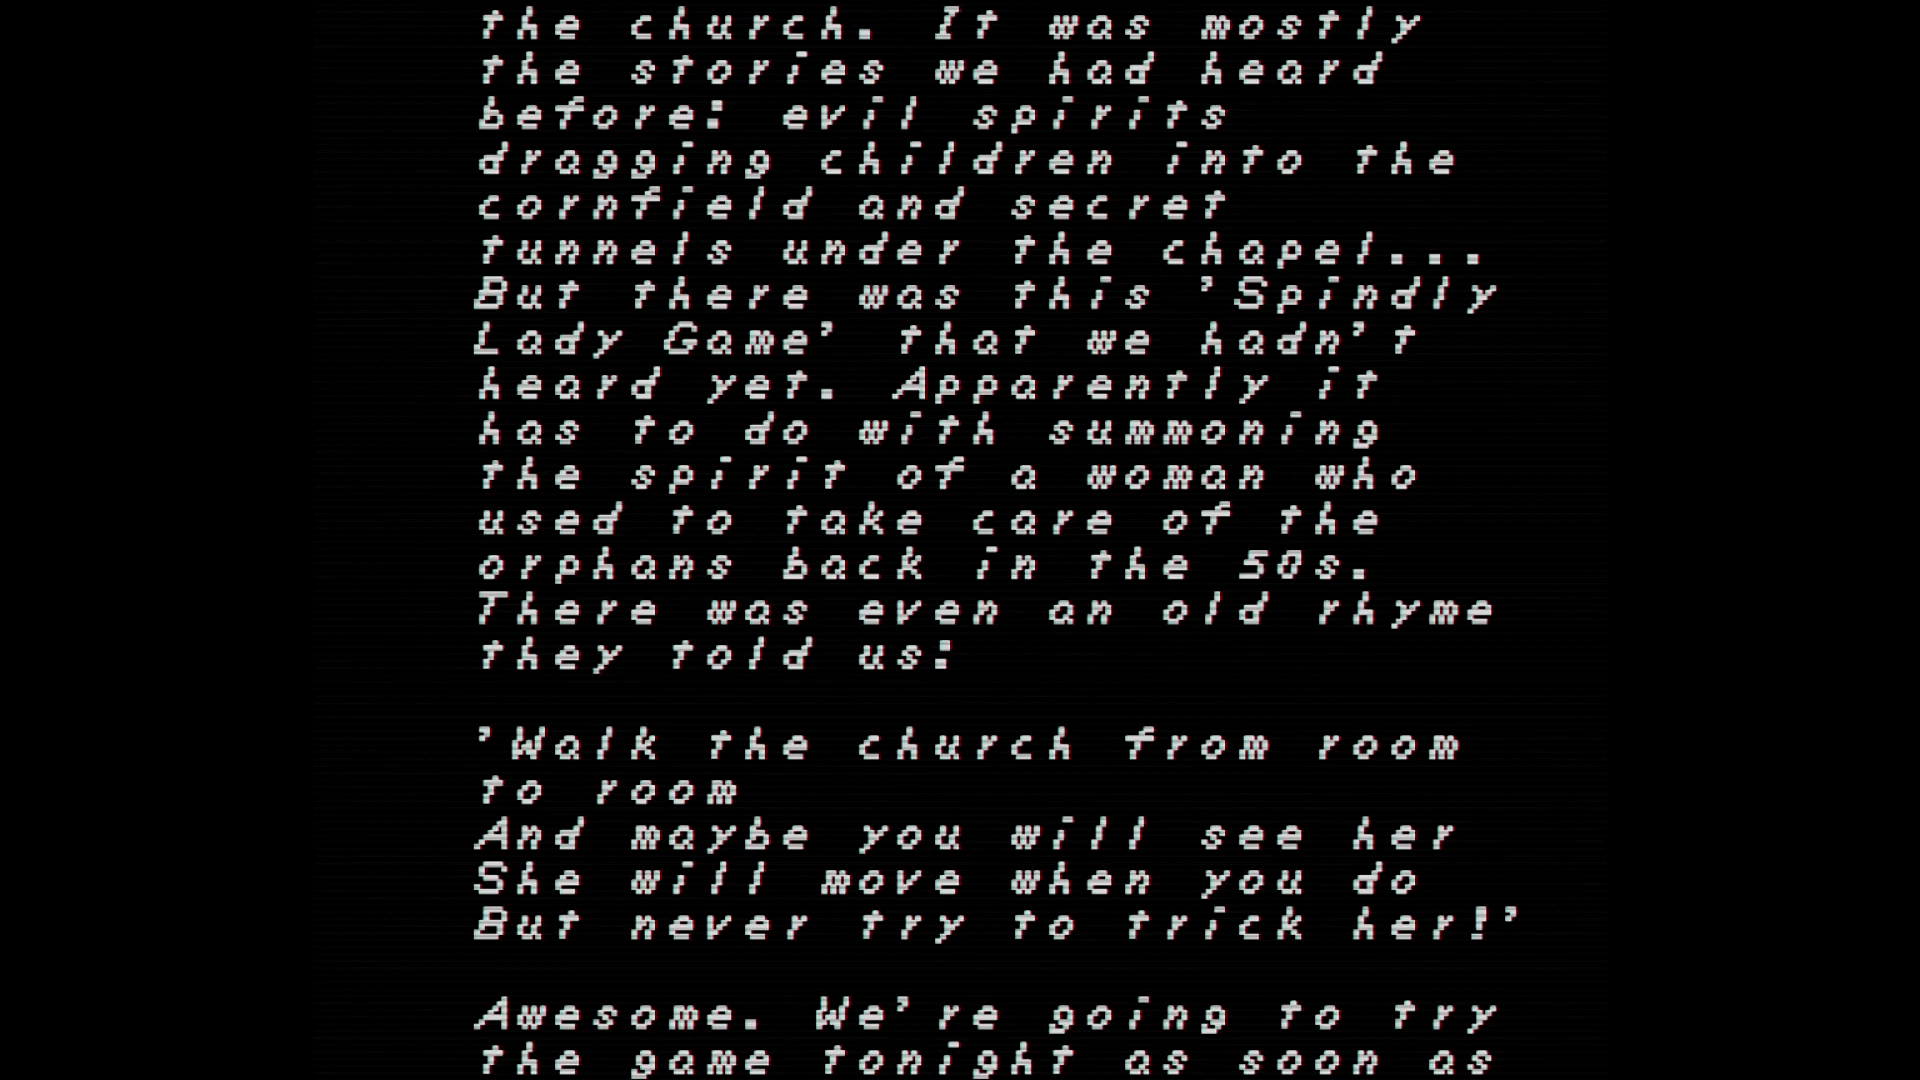 the church. It was mostly
the stories we had heard
before: evil spirits
dragging children into the
cornfield and secret
tunnels under the chapel...
But there was this 'Spindly
Lady Game' that we hadn't
heard yet. Apparently it
has to do with summoning
the spirit of a woman who
used to take care of the
orphans back in the 50s.
There was even an old rhyme
they told us:
'Walk the church from room
to room
And maybe you will see her
She will move when you do
But never try to trick her!'
Awesome. We're going to try
the game tonight as soon as